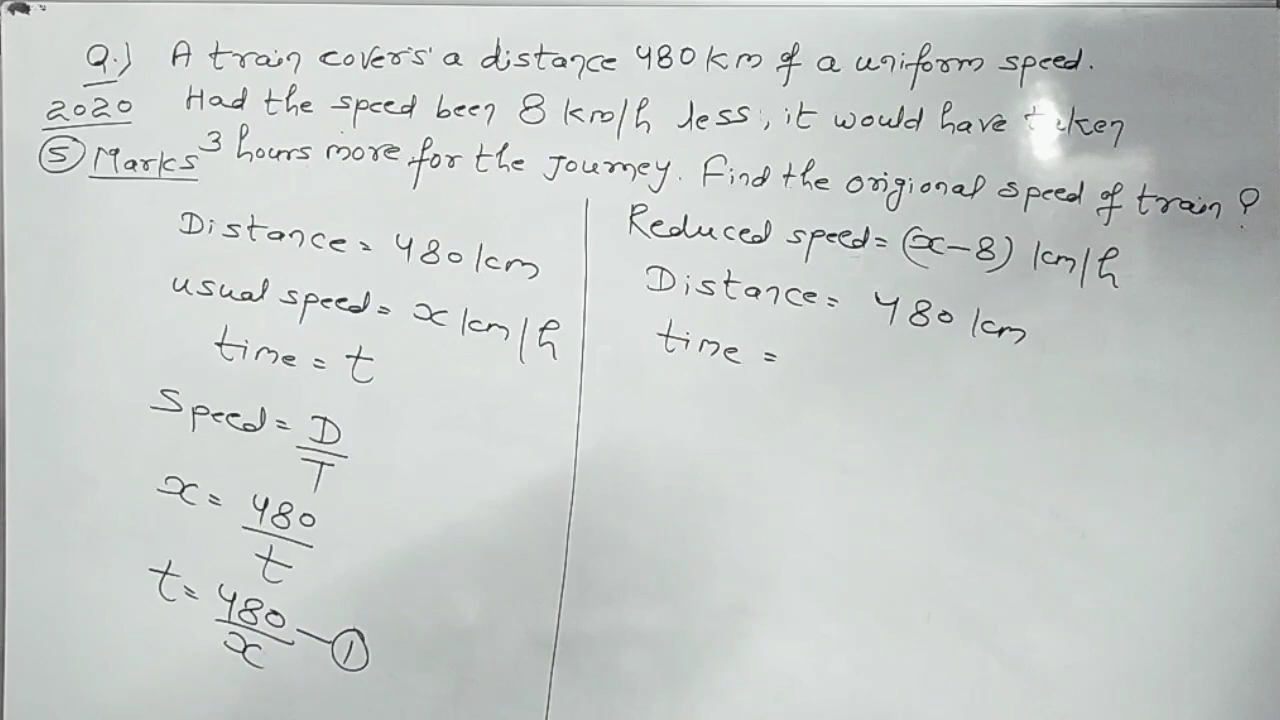 Q.) A train covers a distance 480 km of a uniform speed.
2020 Had the speed been 8 km/h less, it would have taken
5 Marks 3 hours more for the Journey. Find the origional speed of train ?
Distance = 480 km
usual speed = x km/h
time = t
Speed = D/T
x = 480/t
t = 480/x — 1
Reduced speed = (x-8) km/h
Distance = 480 km
time =